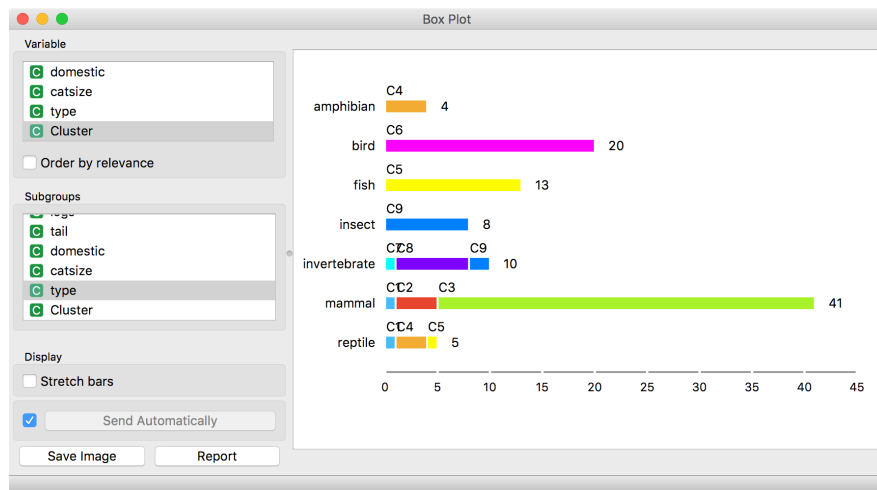 Box Plot
Variable
C domestic
C catsize
C type
C Cluster
Order by relevance
Subgroups
C tail
C domestic
C catsize
C type
C Cluster
Display
Stretch bars
Send Automatically
Save Image Report
C4
amphibian 4
C6
bird 20
C5
fish 13
C9
insect 8
C7 C8 C9
invertebrate 10
C1 C2 C3
mammal 41
C1 C4 C5
reptile 5
0 5 10 15 20 25 30 35 40 45